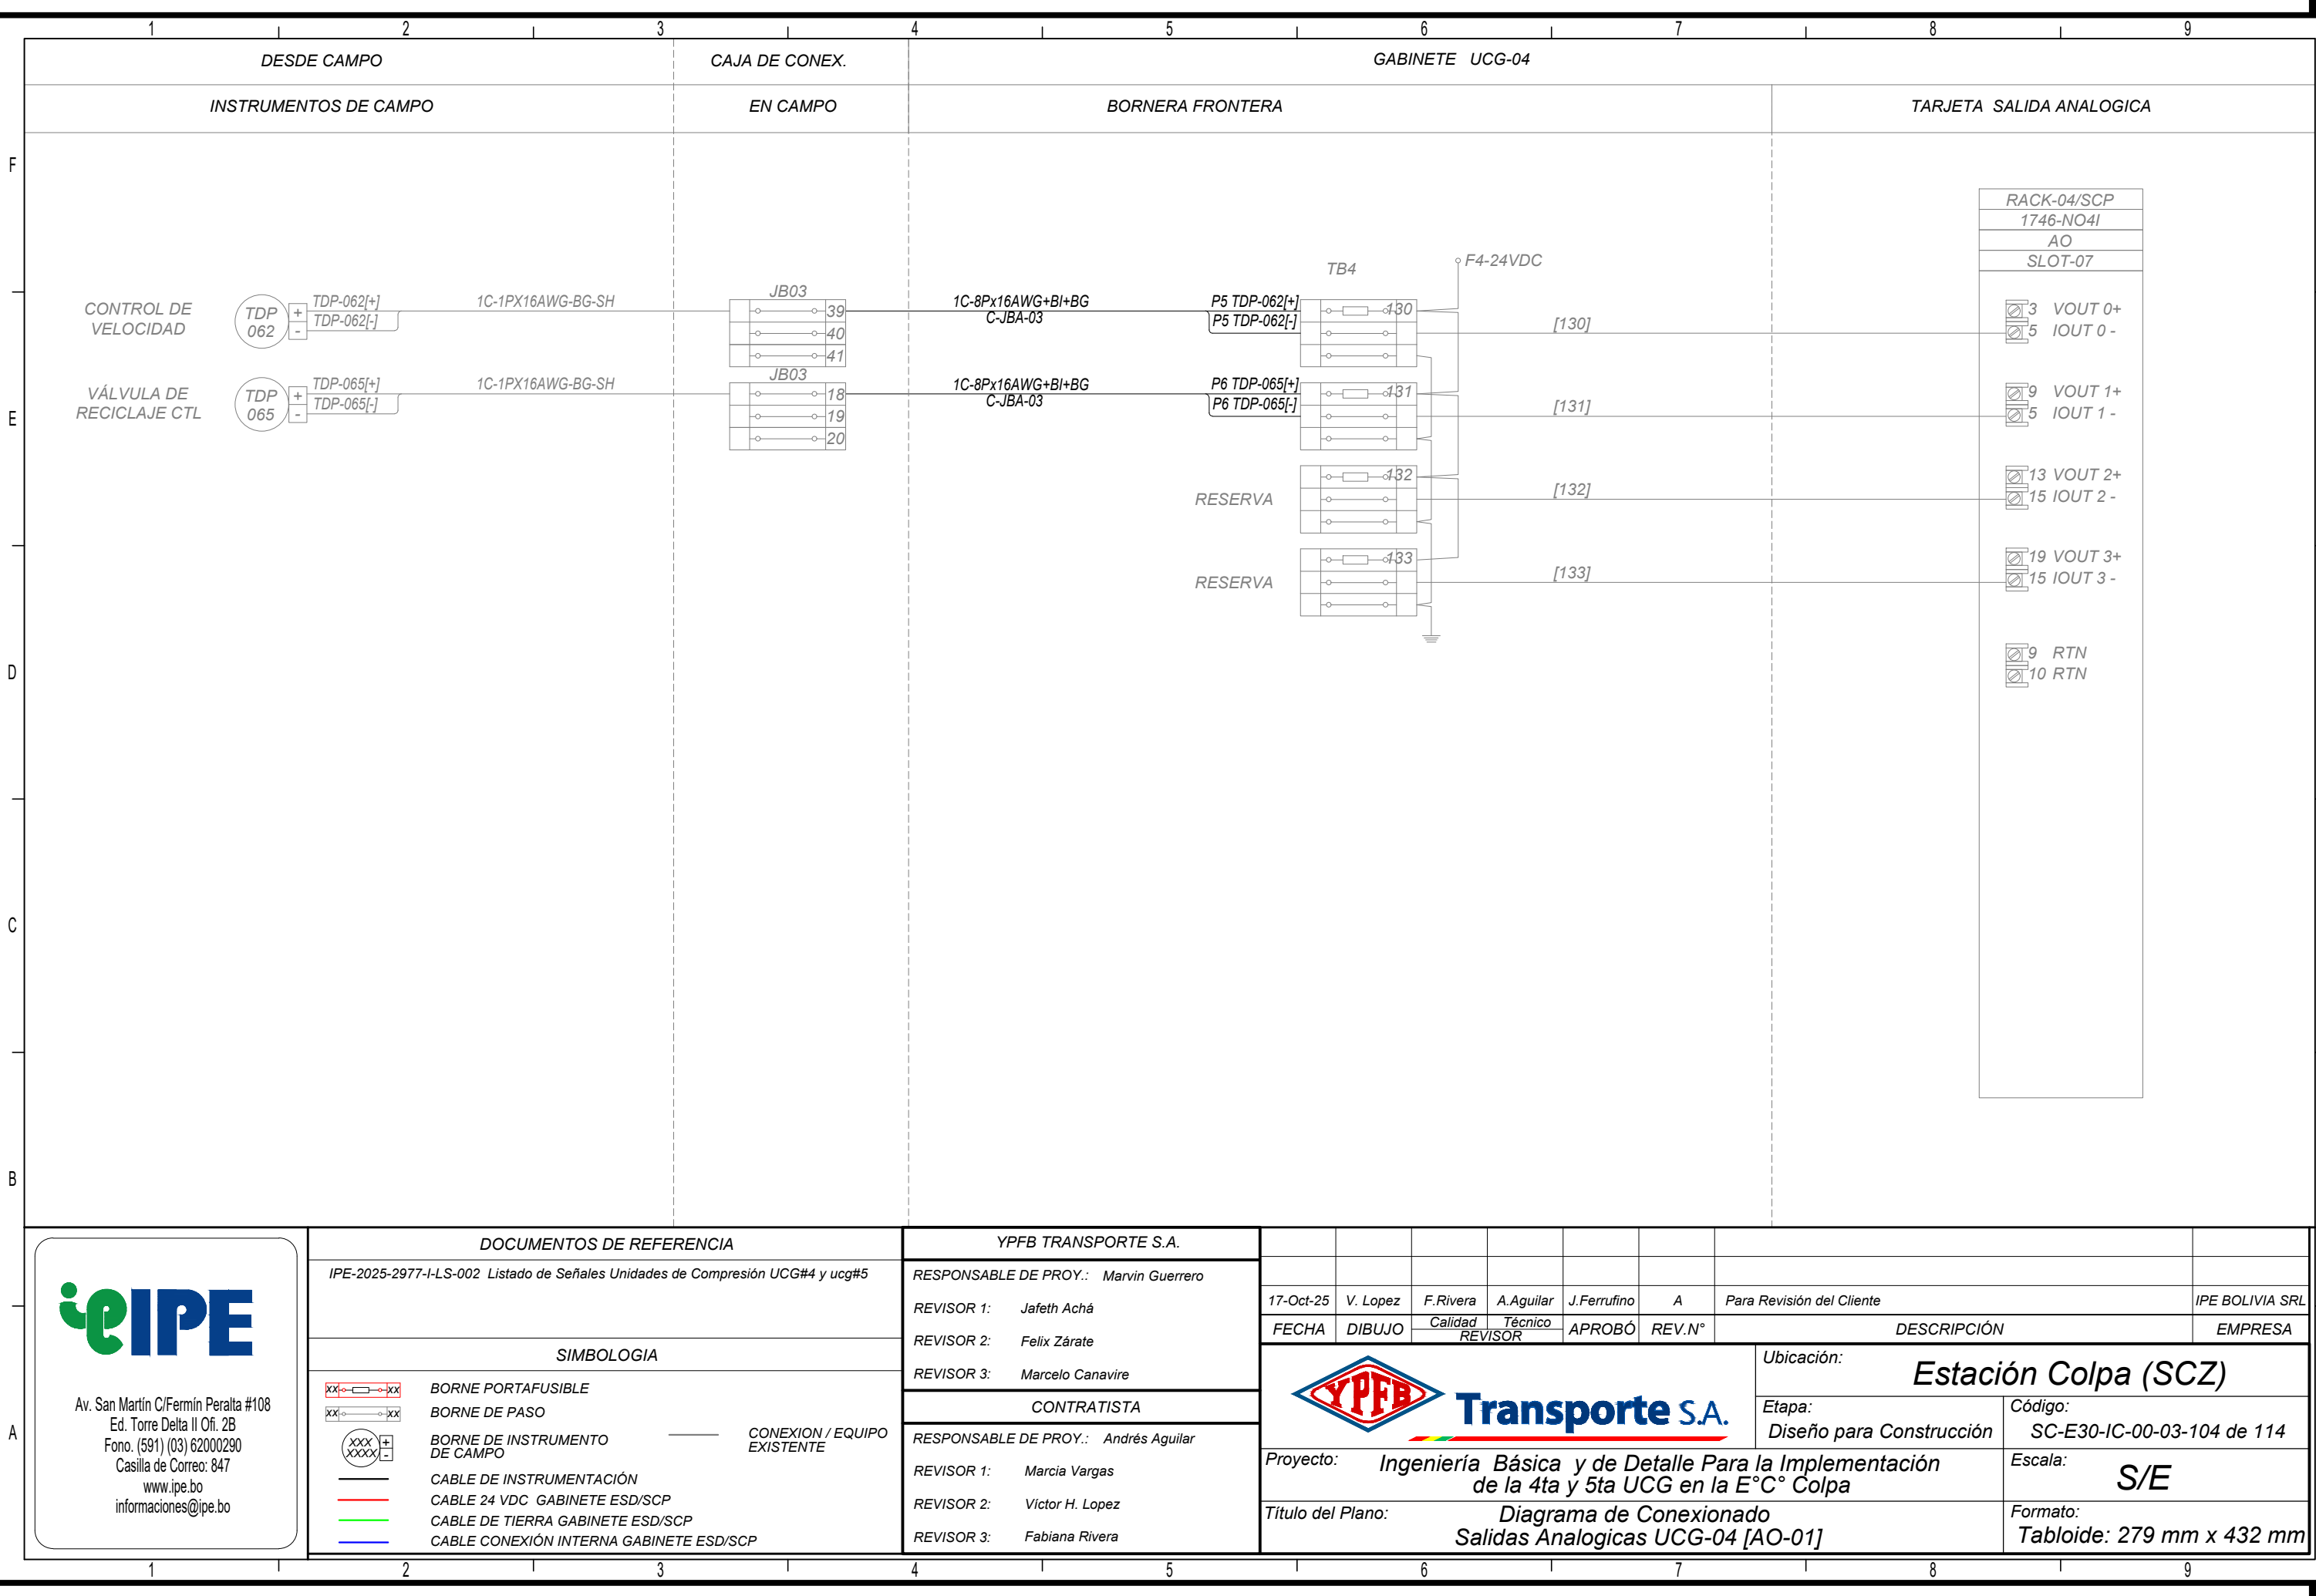 1 2 3 4 5 6 7 8 9
DESDE CAMPO
CAJA DE CONEX.
GABINETE UCG-04
INSTRUMENTOS DE CAMPO
EN CAMPO
BORNERA FRONTERA
TARJETA SALIDA ANALOGICA
F
E
D
C
B
A
RACK-04/SCP
1746-NO4I
AO
SLOT-07
TB4
F4-24VDC
CONTROL DE
VELOCIDAD
TDP
062
+
-
TDP-062[+]
TDP-062[-]
1C-1PX16AWG-BG-SH
JB03
39
40
41
1C-8Px16AWG+BI+BG
C-JBA-03
P5 TDP-062[+]
P5 TDP-062[-]
130
[130]
3 VOUT 0+
5 IOUT 0 -
VÁLVULA DE
RECICLAJE CTL
TDP
065
+
-
TDP-065[+]
TDP-065[-]
1C-1PX16AWG-BG-SH
JB03
18
19
20
1C-8Px16AWG+BI+BG
C-JBA-03
P6 TDP-065[+]
P6 TDP-065[-]
131
[131]
9 VOUT 1+
5 IOUT 1 -
RESERVA
132
[132]
13 VOUT 2+
15 IOUT 2 -
RESERVA
133
[133]
19 VOUT 3+
15 IOUT 3 -
9 RTN
10 RTN
IPE
Av. San Martín C/Fermín Peralta #108
Ed. Torre Delta II Ofi. 2B
Fono. (591) (03) 62000290
Casilla de Correo: 847
www.ipe.bo
informaciones@ipe.bo
DOCUMENTOS DE REFERENCIA
IPE-2025-2977-I-LS-002 Listado de Señales Unidades de Compresión UCG#4 y ucg#5
SIMBOLOGIA
XX XX BORNE PORTAFUSIBLE
XX XX BORNE DE PASO
XXX
XXXX
+
-
BORNE DE INSTRUMENTO
DE CAMPO
CONEXION / EQUIPO
EXISTENTE
CABLE DE INSTRUMENTACIÓN
CABLE 24 VDC GABINETE ESD/SCP
CABLE DE TIERRA GABINETE ESD/SCP
CABLE CONEXIÓN INTERNA GABINETE ESD/SCP
YPFB TRANSPORTE S.A.
RESPONSABLE DE PROY.: Marvin Guerrero
REVISOR 1: Jafeth Achá
REVISOR 2: Felix Zárate
REVISOR 3: Marcelo Canavire
CONTRATISTA
RESPONSABLE DE PROY.: Andrés Aguilar
REVISOR 1: Marcia Vargas
REVISOR 2: Víctor H. Lopez
REVISOR 3: Fabiana Rivera
17-Oct-25 V. Lopez F.Rivera A.Aguilar J.Ferrufino A Para Revisión del Cliente IPE BOLIVIA SRL
FECHA DIBUJO Calidad Técnico REVISOR APROBÓ REV.N° DESCRIPCIÓN EMPRESA
YPFB Transporte S.A.
Ubicación:
Estación Colpa (SCZ)
Etapa:
Diseño para Construcción
Código:
SC-E30-IC-00-03-104 de 114
Proyecto:
Ingeniería Básica y de Detalle Para la Implementación
de la 4ta y 5ta UCG en la E°C° Colpa
Escala:
S/E
Título del Plano:
Diagrama de Conexionado
Salidas Analogicas UCG-04 [AO-01]
Formato:
Tabloide: 279 mm x 432 mm
1 2 3 4 5 6 7 8 9